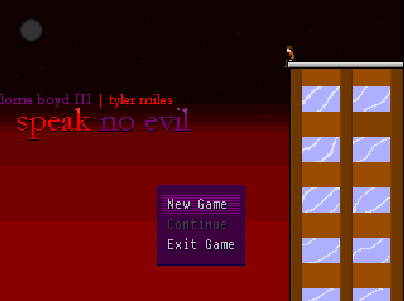 lorne boyd III | tyler miles
speak no evil
New Game
Continue
Exit Game